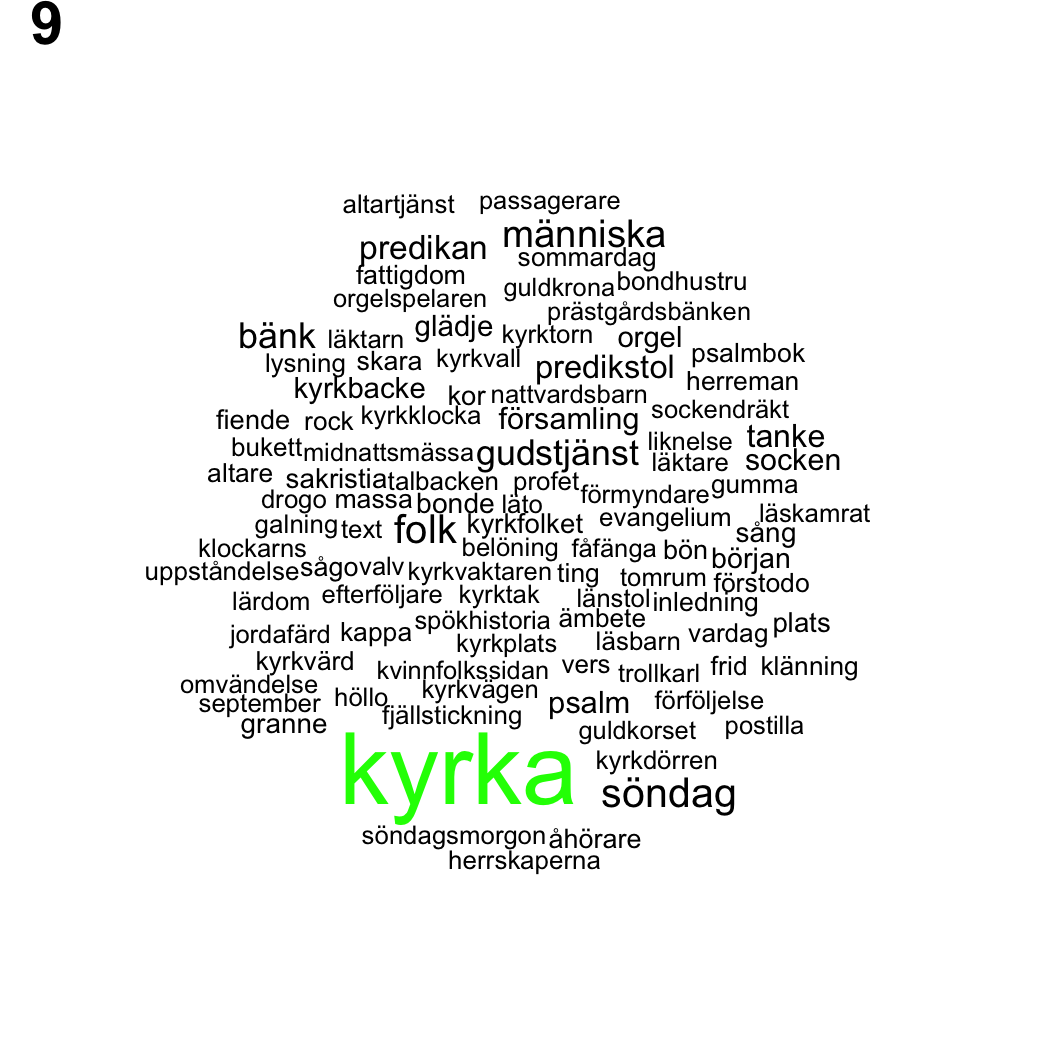 9
altartjänst passagerare
predikan människa
sommardag
fattigdom guldkrona bondhustru
orgelspelaren prästgårdsbänken
bänk läktarn glädje kyrktorn orgel
lysning skara kyrkvall predikstol psalmbok
kyrkbacke kor nattvardsbarn herreman
fiende rock kyrkklocka församling sockendräkt
bukett midnattsmässa gudstjänst liknelse tanke
altare sakristia talbacken profet läktare socken
drogo massa bonde läto förmyndare gumma
galning text folk kyrkfolket evangelium läskamrat
klockarns belöning fåfänga bön sång
uppståndelse sågovalv kyrkvaktaren ting tomrum förstodo början
lärdom efterföljare kyrktak länstol inledning
jordafärd kappa spökhistoria ämbete vardag plats
kyrkvärd kyrkplats läsbarn
omvändelse kvinnfolkssidan vers trollkarl frid klänning
september höllo kyrkvägen psalm förföljelse
granne fjällstickning guldkorset postilla
kyrka kyrkdörren
söndag
söndagsmorgon åhörare
herrskaperna